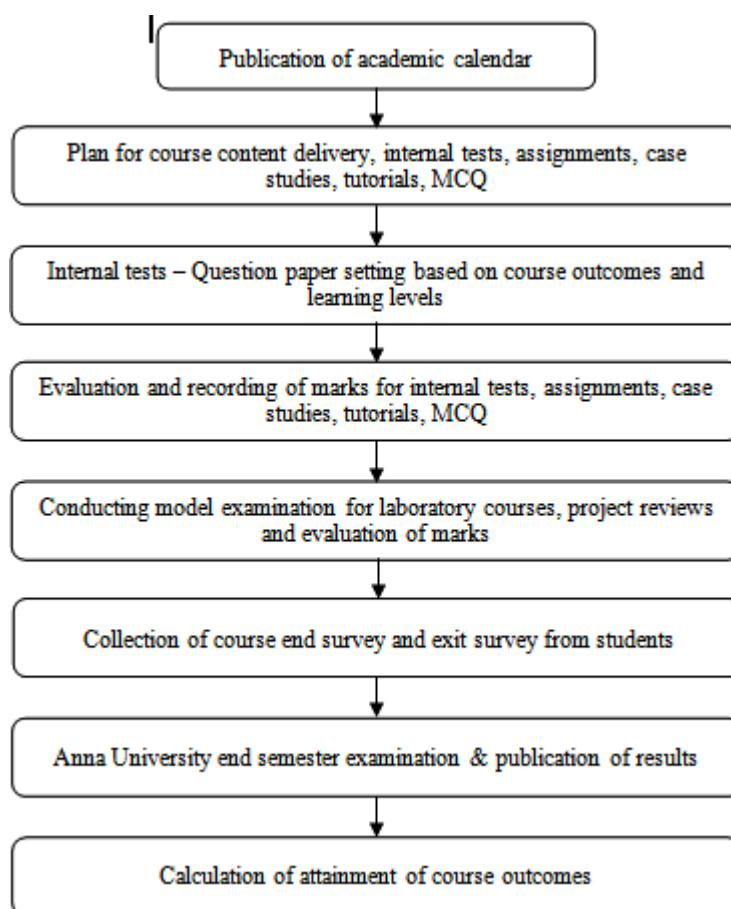 Publication of academic calendar
Plan for course content delivery, internal tests, assignments, case
studies, tutorials, MCQ
Internal tests – Question paper setting based on course outcomes and
learning levels
Evaluation and recording of marks for internal tests, assignments, case
studies, tutorials, MCQ
Conducting model examination for laboratory courses, project reviews
and evaluation of marks
Collection of course end survey and exit survey from students
Anna University end semester examination & publication of results
Calculation of attainment of course outcomes